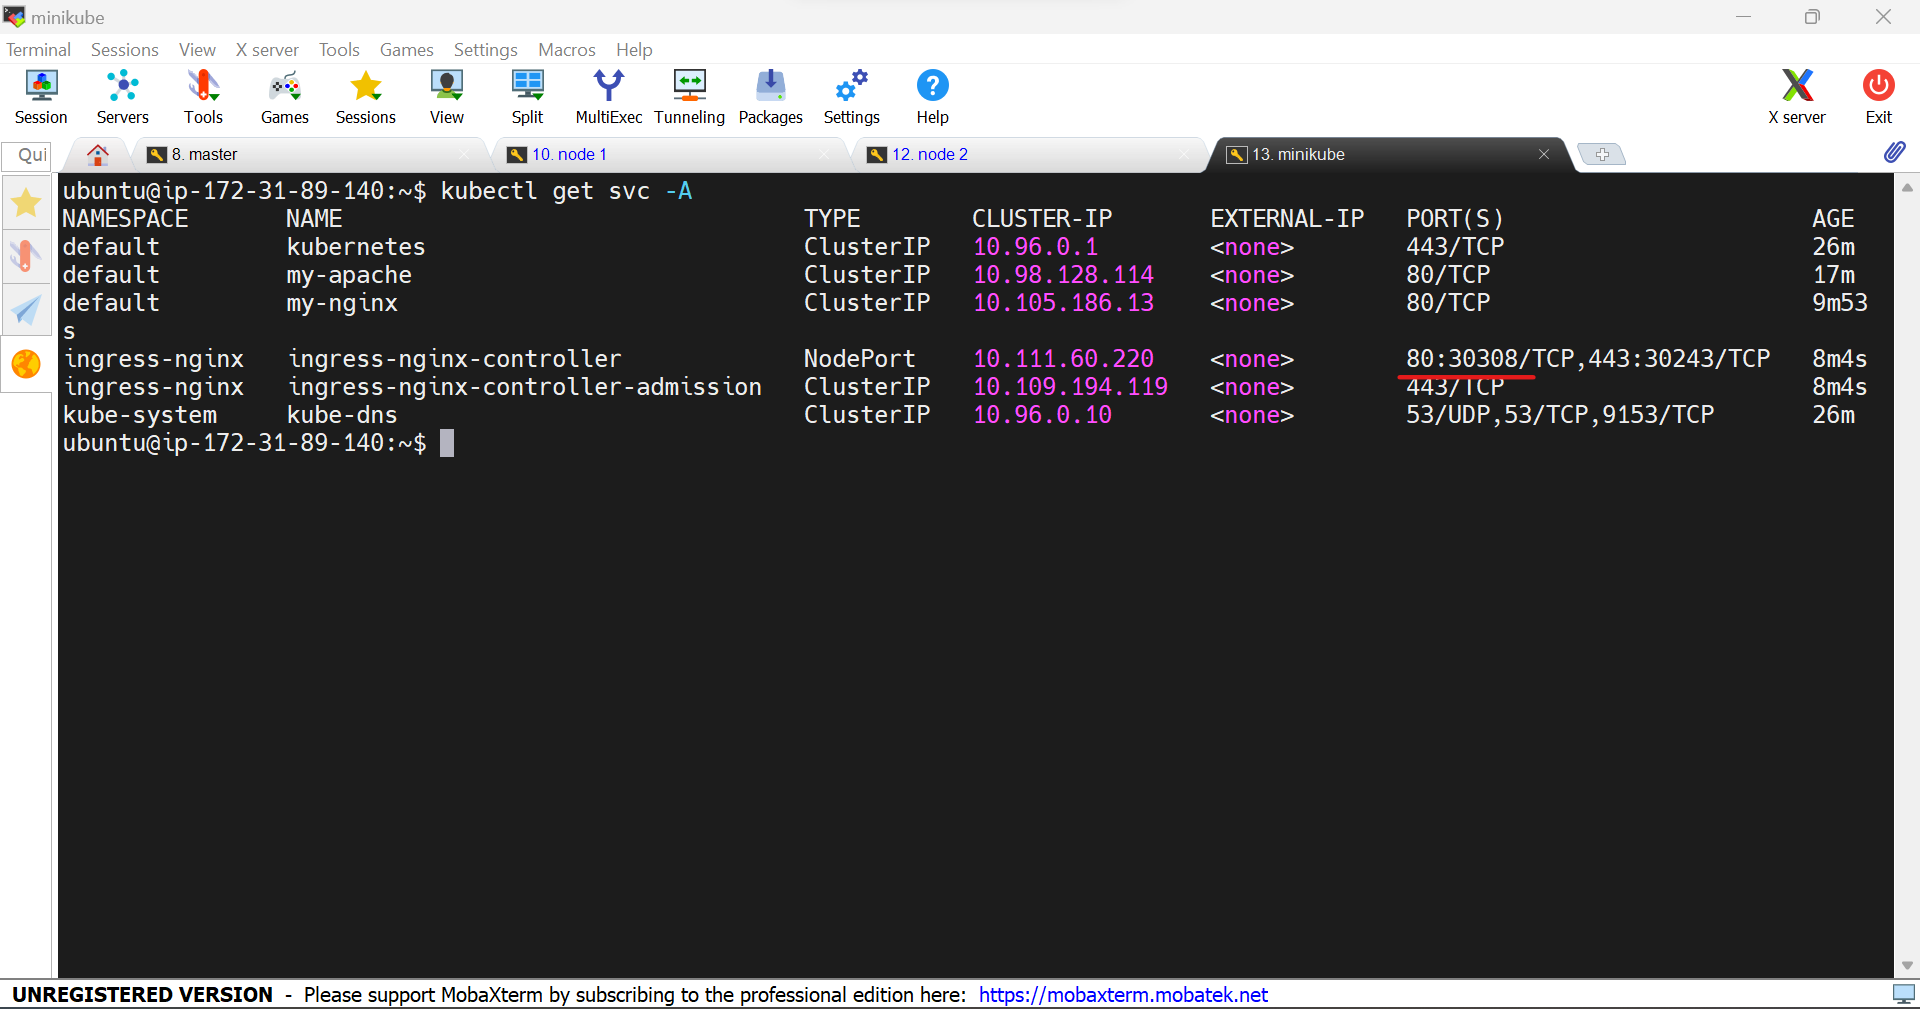 minikube
Terminal Sessions View X server Tools Games Settings Macros Help
Session Servers Tools Games Sessions View Split MultiExec Tunneling Packages Settings Help X server Exit
Qui 8. master 10. node 1 12. node 2 13. minikube
ubuntu@ip-172-31-89-140:~$ kubectl get svc -A
NAMESPACE NAME TYPE CLUSTER-IP EXTERNAL-IP PORT(S) AGE
default kubernetes ClusterIP 10.96.0.1 <none> 443/TCP 26m
default my-apache ClusterIP 10.98.128.114 <none> 80/TCP 17m
default my-nginx ClusterIP 10.105.186.13 <none> 80/TCP 9m53
s
ingress-nginx ingress-nginx-controller NodePort 10.111.60.220 <none> 80:30308/TCP,443:30243/TCP 8m4s
ingress-nginx ingress-nginx-controller-admission ClusterIP 10.109.194.119 <none> 443/TCP 8m4s
kube-system kube-dns ClusterIP 10.96.0.10 <none> 53/UDP,53/TCP,9153/TCP 26m
ubuntu@ip-172-31-89-140:~$
UNREGISTERED VERSION - Please support MobaXterm by subscribing to the professional edition here: https://mobaxterm.mobatek.net